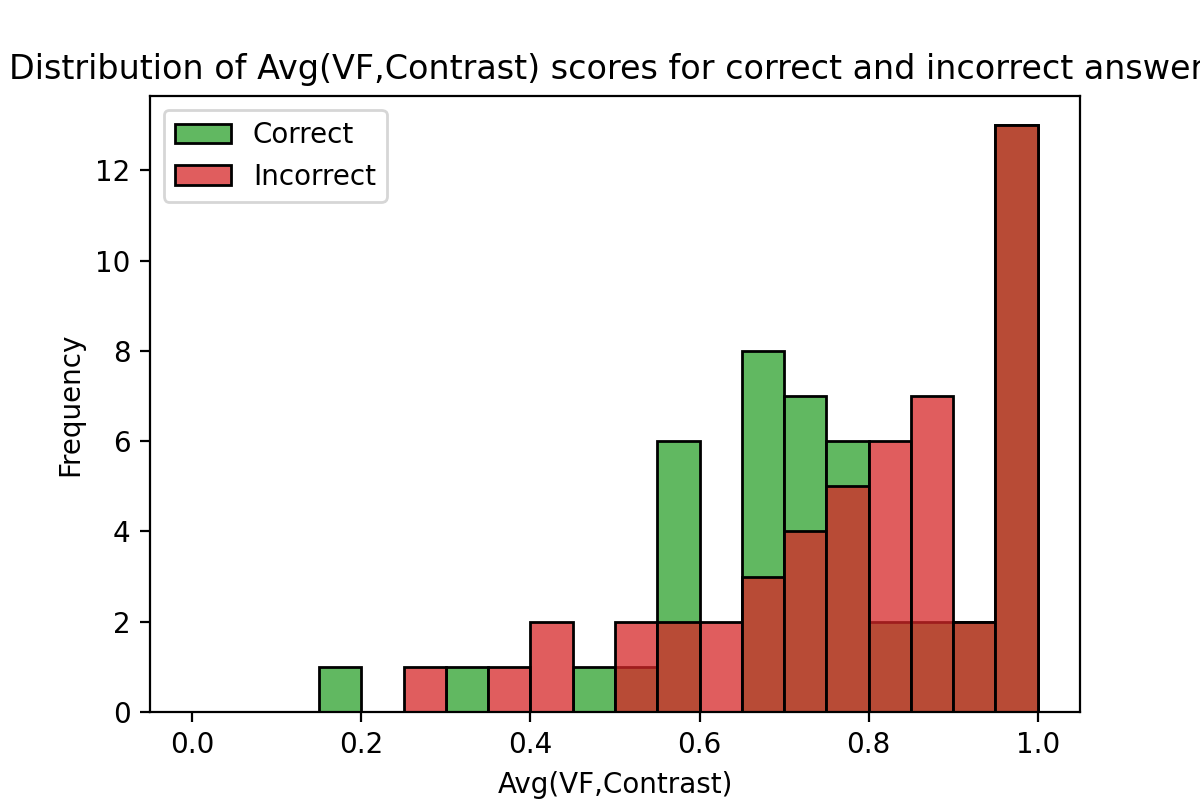 Distribution of Avg(VF,Contrast) scores for correct and incorrect answer
Correct
Incorrect
12
10
8
6
4
2
0
Frequency
0.0 0.2 0.4 0.6 0.8 1.0
Avg(VF,Contrast)